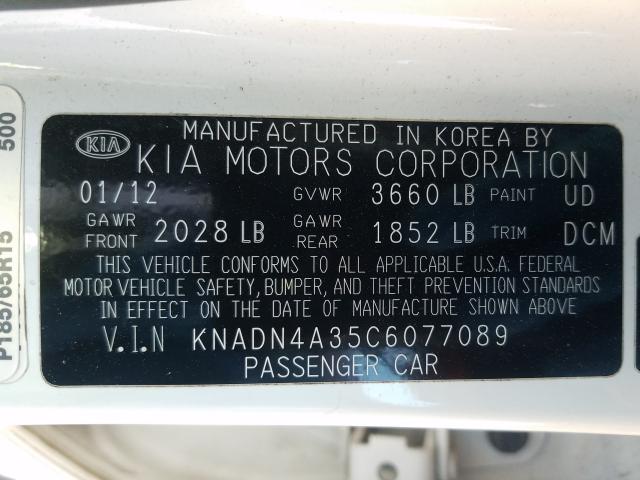 MANUFACTURED IN KOREA BY
KIA KIA MOTORS CORPORATION
01/12 GVWR 3660 LB PAINT UD
GAWR FRONT 2028 LB GAWR REAR 1852 LB TRIM DCM
THIS VEHICLE CONFORMS TO ALL APPLICABLE U.S.A. FEDERAL
MOTOR VEHICLE SAFETY, BUMPER, AND THEFT PREVENTION STANDARDS
IN EFFECT ON THE DATE OF MANUFACTURE SHOWN ABOVE
V.I.N KNADN4A35C6077089
PASSENGER CAR
P185/65R15 500